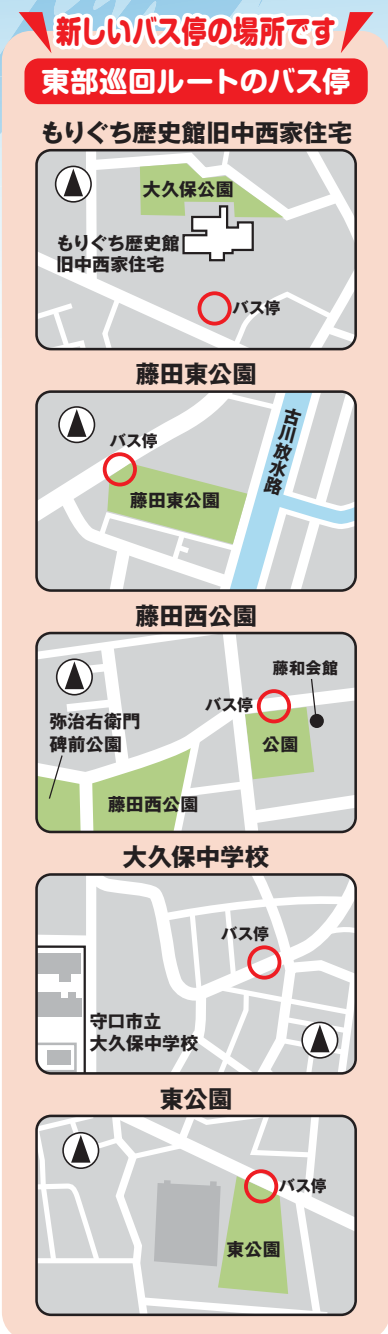 新しいバス停の場所です
東部巡回ルートのバス停
もりぐち歴史館旧中西家住宅
大久保公園
もりぐち歴史館
旧中西家住宅
バス停
藤田東公園
バス停
古川放水路
藤田東公園
藤田西公園
藤和会館
バス停
弥治右衛門
碑前公園
公園
藤田西公園
大久保中学校
バス停
守口市立
大久保中学校
東公園
バス停
東公園